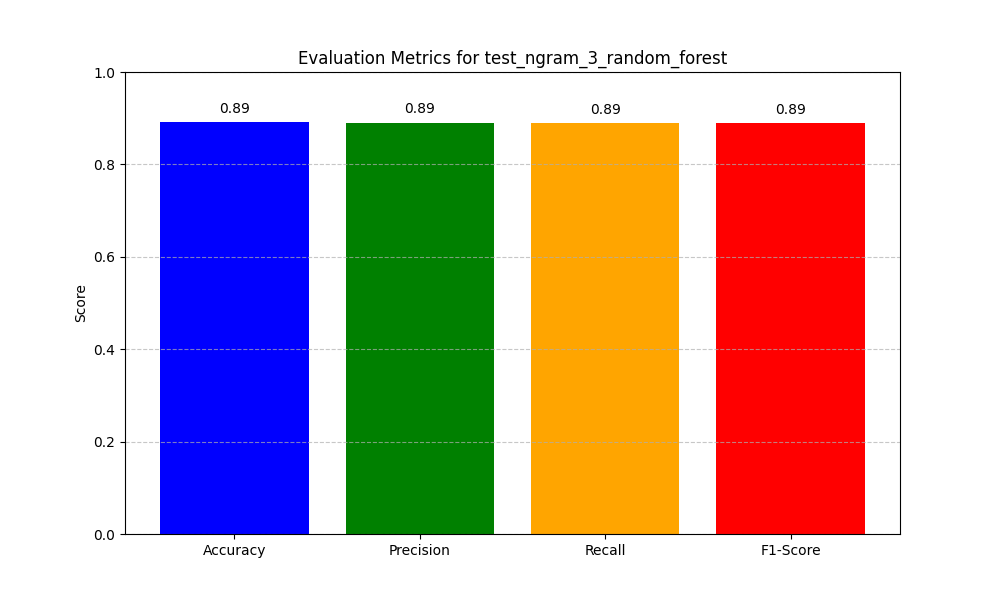 Evaluation Metrics for test_ngram_3_random_forest
1.0
0.8
0.6
0.4
0.2
0.0
Score
0.89 0.89 0.89 0.89
Accuracy Precision Recall F1-Score